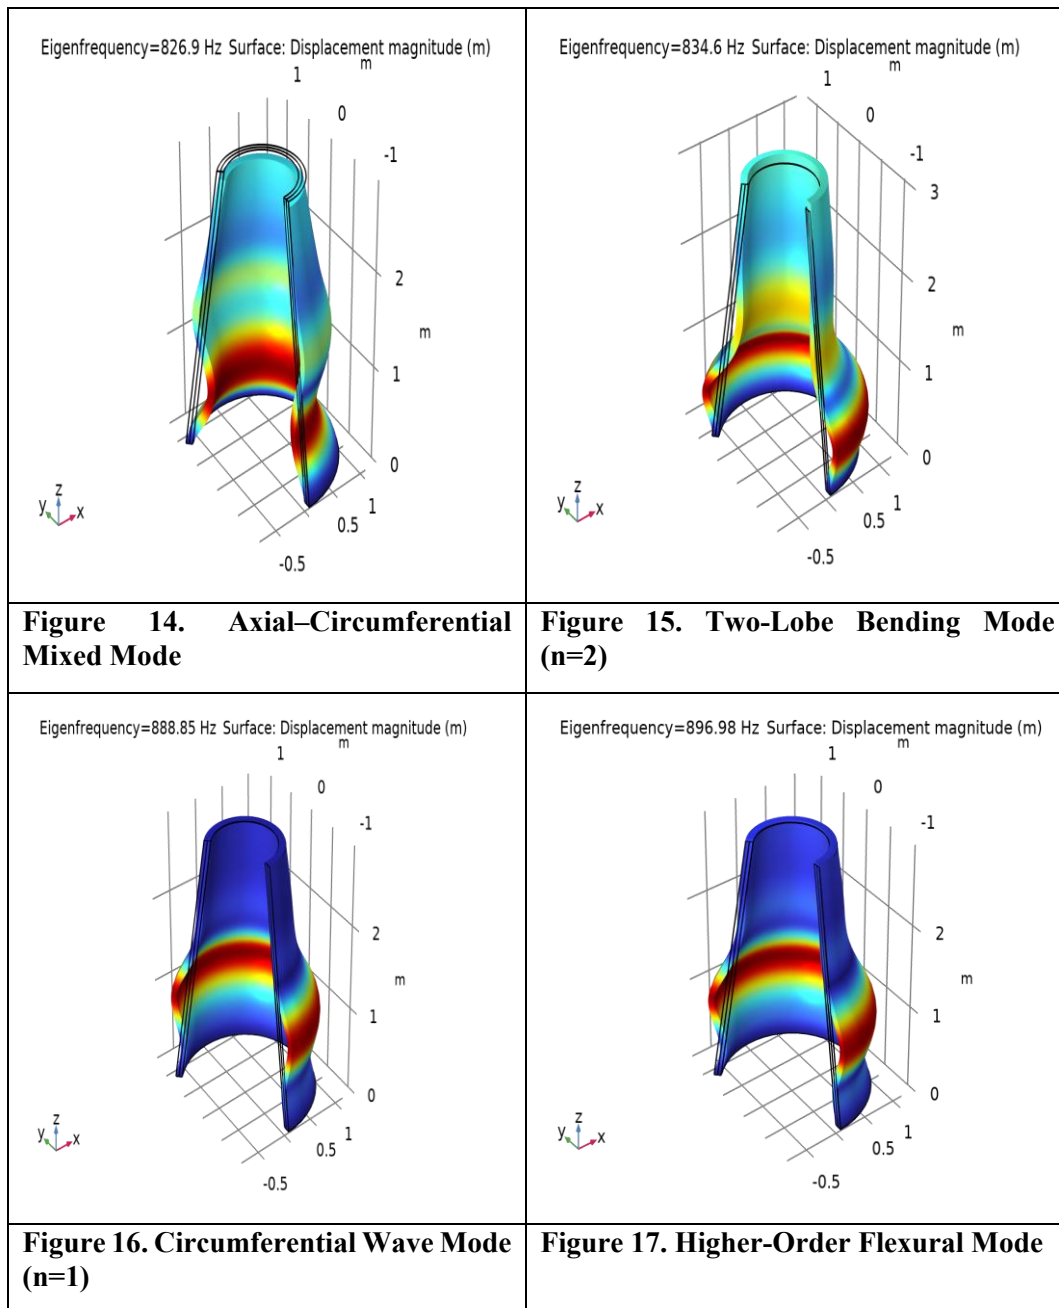 Eigenfrequency=826.9 Hz Surface: Displacement magnitude (m)
m
1
0
-1
2
m
1
0
1
0.5
-0.5
z
y
x
Figure 14. Axial–Circumferential
Mixed Mode
Eigenfrequency=834.6 Hz Surface: Displacement magnitude (m)
m
1
0
-1
3
2
m
1
0
1
0.5
-0.5
z
y
x
Figure 15. Two-Lobe Bending Mode
(n=2)
Eigenfrequency=888.85 Hz Surface: Displacement magnitude (m)
m
1
0
-1
2
m
1
0
1
0.5
-0.5
z
y
x
Figure 16. Circumferential Wave Mode
(n=1)
Eigenfrequency=896.98 Hz Surface: Displacement magnitude (m)
m
1
0
-1
2
m
1
0
1
0.5
-0.5
z
y
x
Figure 17. Higher-Order Flexural Mode